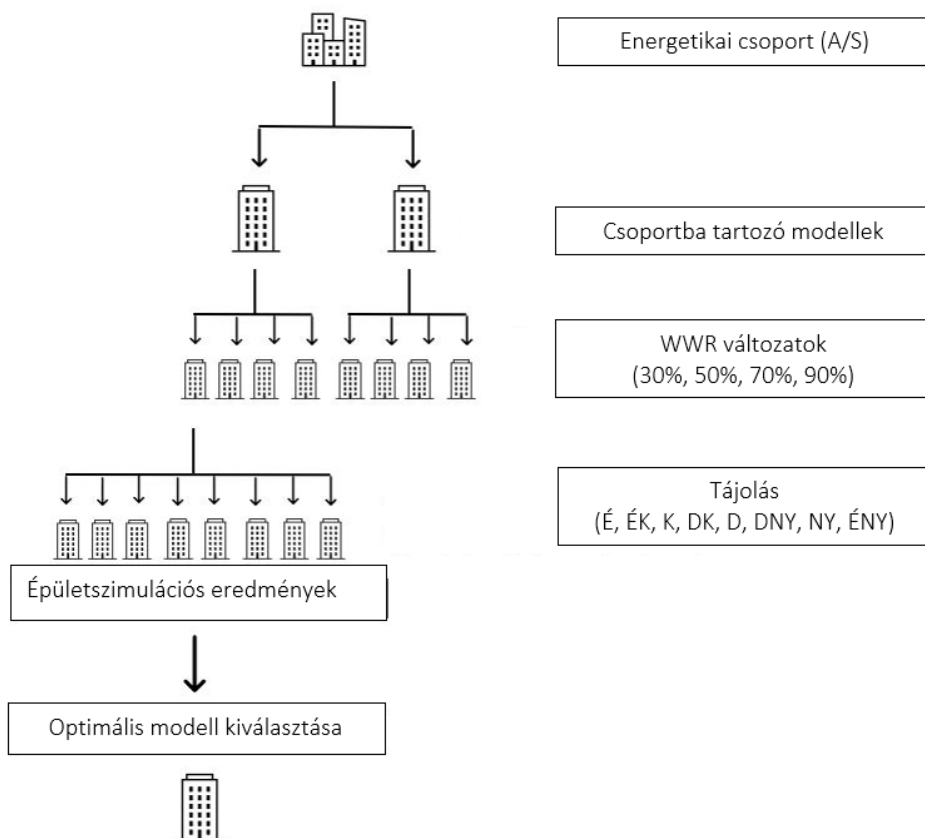 Energetikai csoport (A/S)
Csoportba tartozó modellek
WWR változatok
(30%, 50%, 70%, 90%)
Tájolás
(É, ÉK, K, DK, D, DNY, NY, ÉNY)
Épületszimulációs eredmények
Optimális modell kiválasztása